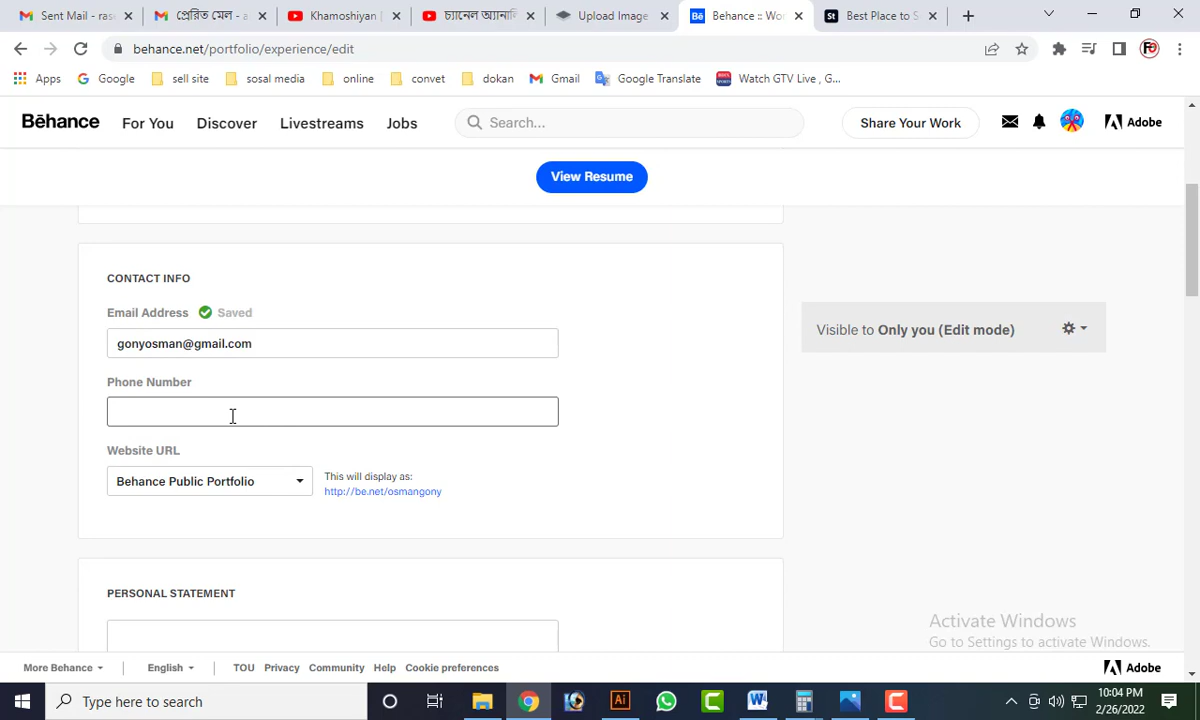 Sent Mail - ras
প্রেরিত মেল - a
Khamoshiyan
চ্যানেল অ্যানালি
Upload Image
Behance :: Wo
Best Place to S
behance.net/portfolio/experience/edit
Apps
Google
sell site
sosal media
online
convet
dokan
Gmail
Google Translate
Watch GTV Live , G...
Bēhance
For You
Discover
Livestreams
Jobs
Search...
Share Your Work
Adobe
View Resume
CONTACT INFO
Email Address
Saved
gonyosman@gmail.com
Visible to Only you (Edit mode)
Phone Number
Website URL
Behance Public Portfolio
This will display as:
http://be.net/osmangony
PERSONAL STATEMENT
Activate Windows
Go to Settings to activate Windows.
More Behance
English
TOU
Privacy
Community
Help
Cookie preferences
Adobe
Type here to search
10:04 PM
2/26/2022